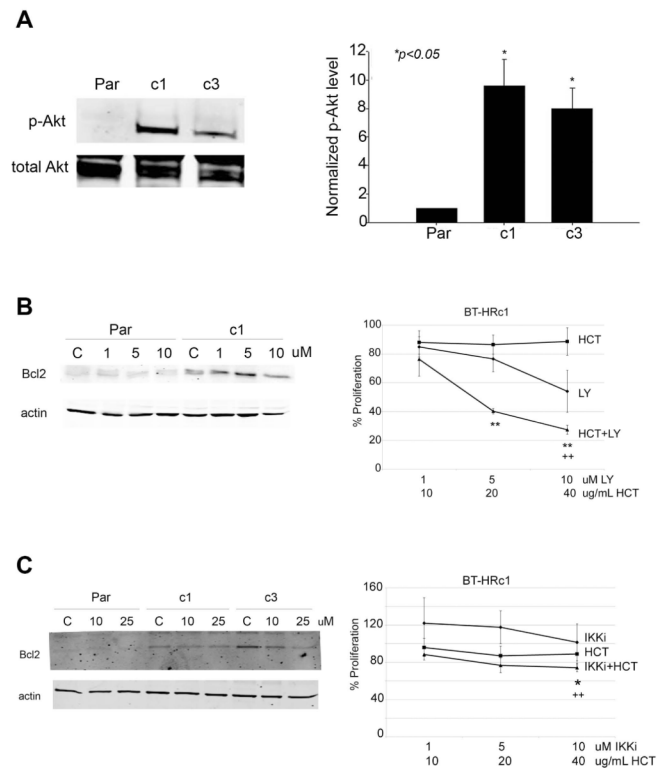 A
Par c1 c3
p-Akt
total Akt
*p<0.05
Normalized p-Akt level
14
12
10
8
6
4
2
0
* *
Par c1 c3
B
Par c1
C 1 5 10 C 1 5 10 uM
Bcl2
actin
BT-HRc1
% Proliferation
100
80
60
40
20
0
HCT
LY
HCT+LY
**
**
++
1 5 10 uM LY
10 20 40 ug/mL HCT
C
Par c1 c3
C 10 25 C 10 25 C 10 25 uM
Bcl2
actin
BT-HRc1
% Proliferation
160
120
80
60
0
IKKi
HCT
IKKi+HCT
*
++
1 5 10 uM IKKi
10 20 40 ug/mL HCT